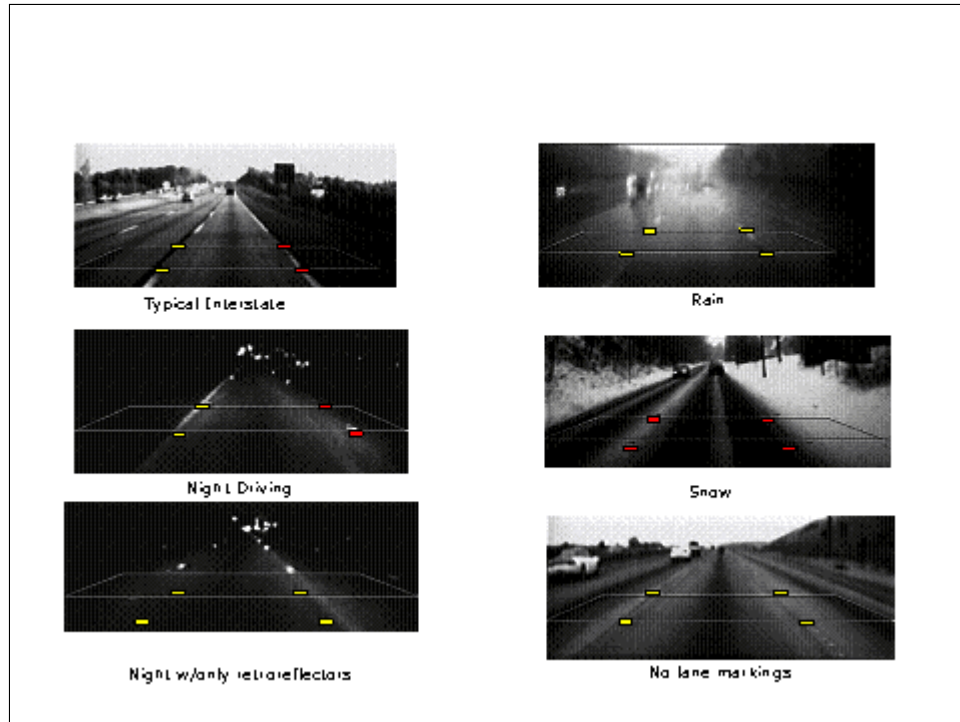 Typical Interstate
Rain
Night Driving
Snow
Night w/only retroreflectors
No lane markings